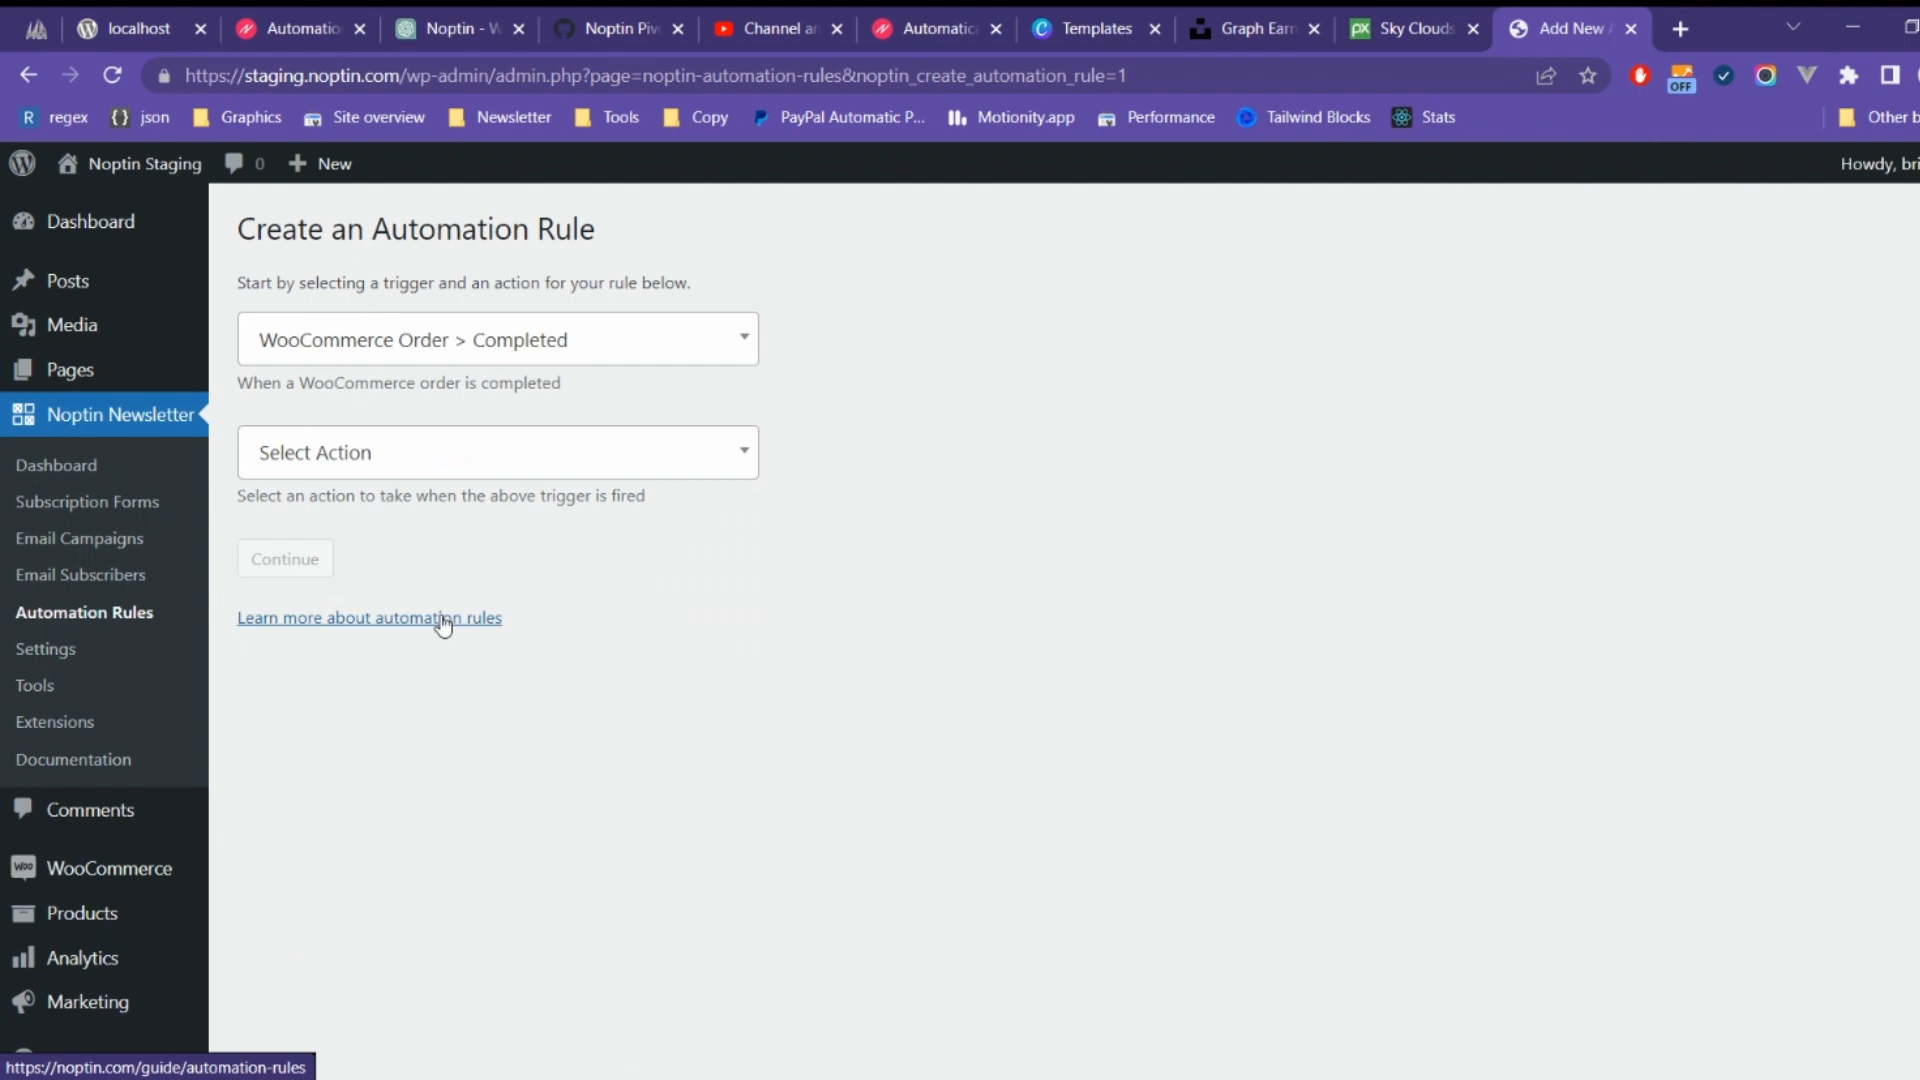 localhost
Automatio
Noptin - W
Noptin Piv
Channel an
Automatic
Templates
Graph Earn
Sky Clouds
Add New A
https://staging.noptin.com/wp-admin/admin.php?page=noptin-automation-rules&noptin_create_automation_rule=1
OFF
regex
json
Graphics
Site overview
Newsletter
Tools
Copy
PayPal Automatic P...
Motionity.app
Performance
Tailwind Blocks
Stats
Other b
Noptin Staging
0
New
Howdy, bri
Dashboard
Posts
Media
Pages
Noptin Newsletter
Dashboard
Subscription Forms
Email Campaigns
Email Subscribers
Automation Rules
Settings
Tools
Extensions
Documentation
Comments
WooCommerce
Products
Analytics
Marketing
Create an Automation Rule
Start by selecting a trigger and an action for your rule below.
WooCommerce Order > Completed
When a WooCommerce order is completed
Select Action
Select an action to take when the above trigger is fired
Continue
Learn more about automation rules
https://noptin.com/guide/automation-rules